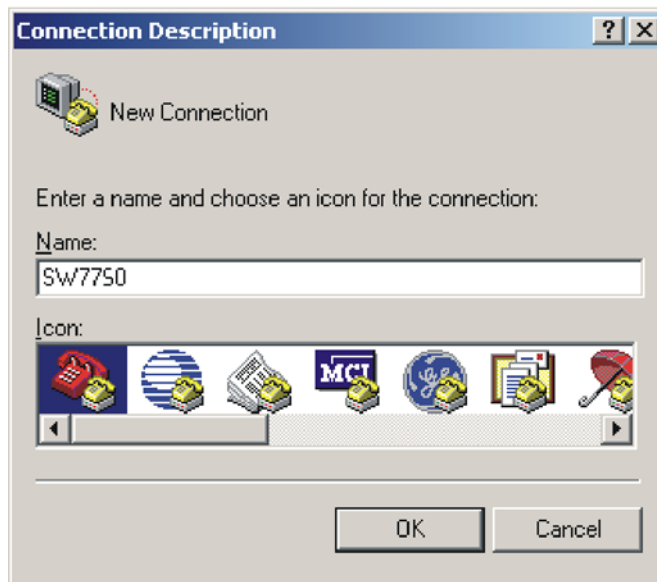 Connection Description
New Connection
Enter a name and choose an icon for the connection:
Name:
SW7750
Icon:
MCI
OK
Cancel